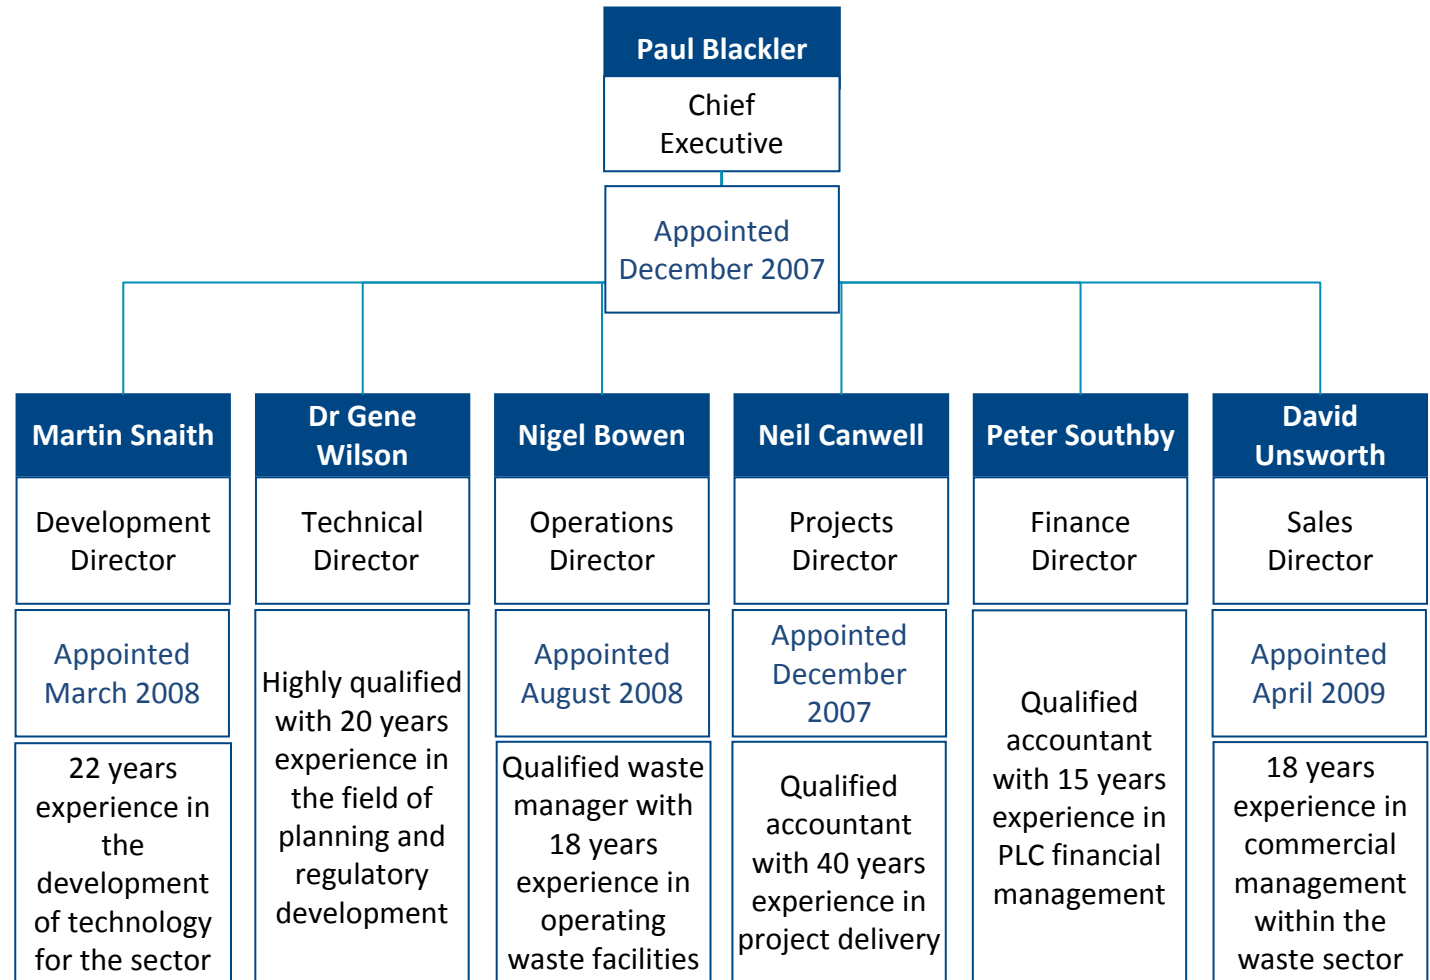 Paul Blackler
Chief
Executive
Appointed
December 2007
Martin Snaith
Development
Director
Appointed
March 2008
22 years
experience in
the
development
of technology
for the sector
Dr Gene
Wilson
Technical
Director
Highly qualified
with 20 years
experience in
the field of
planning and
regulatory
development
Nigel Bowen
Operations
Director
Appointed
August 2008
Qualified waste
manager with
18 years
experience in
operating
waste facilities
Neil Canwell
Projects
Director
Appointed
December
2007
Qualified
accountant
with 40 years
experience in
project delivery
Peter Southby
Finance
Director
Qualified
accountant
with 15 years
experience in
PLC financial
management
David
Unsworth
Sales
Director
Appointed
April 2009
18 years
experience in
commercial
management
within the
waste sector